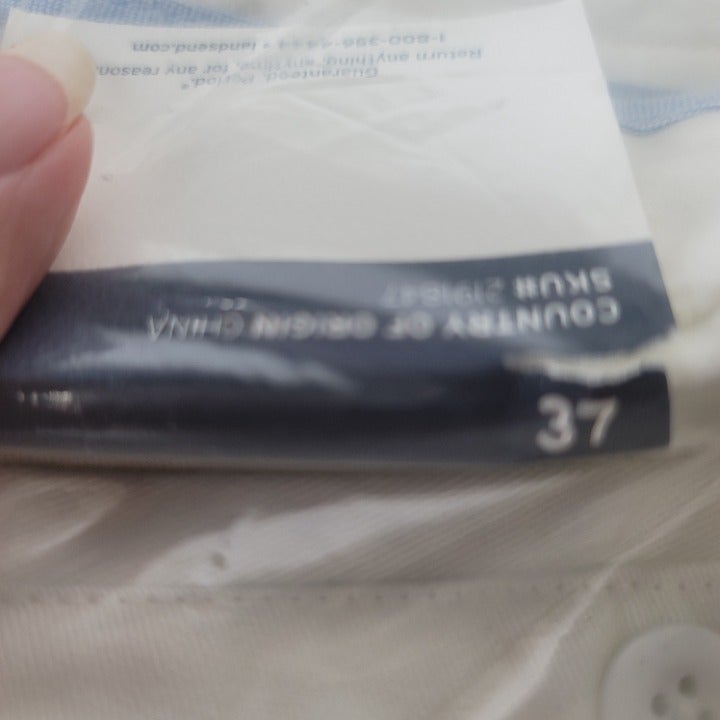 37
COUNTRY OF ORIGIN CHINA
SKU#
Guaranteed. Period.®
Return anything, anytime, for any reason.
1-800-356-4444 • landsend.com